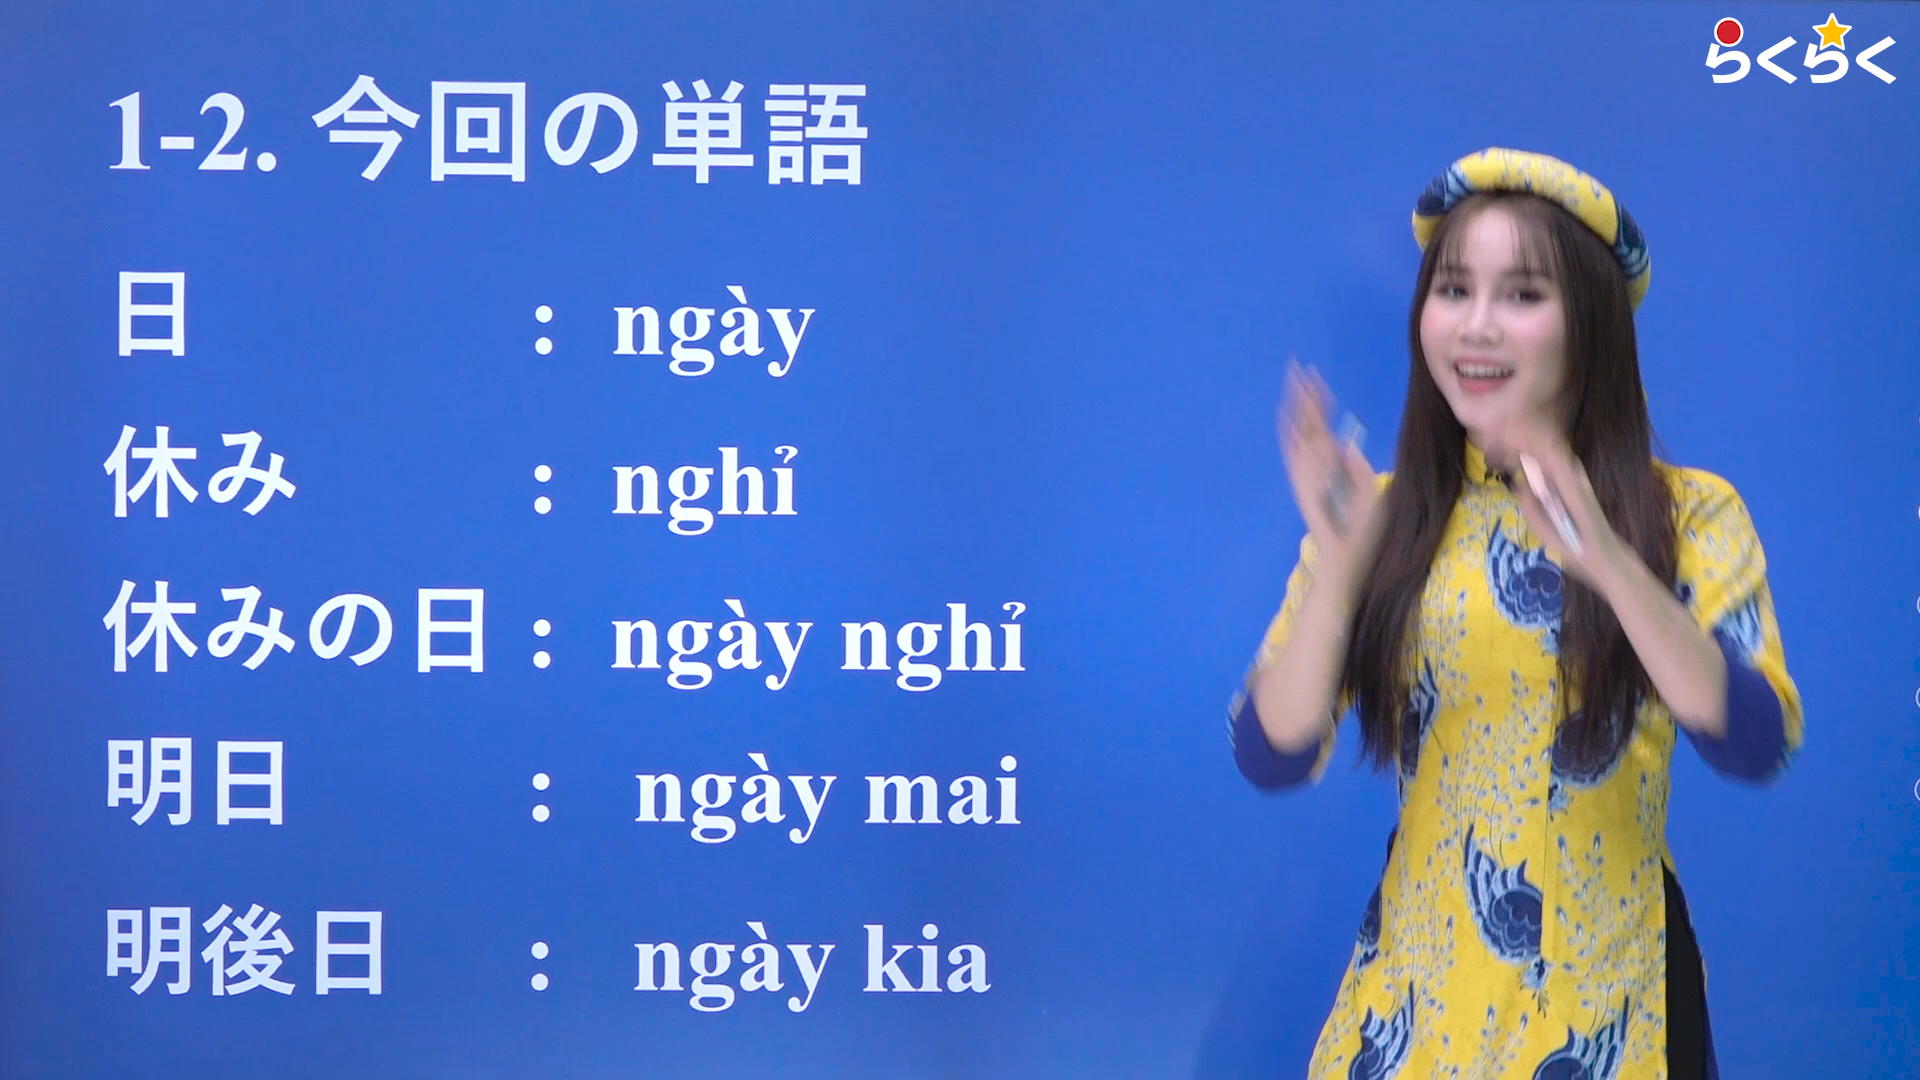 らくらく
1-2. 今回の単語
日 : ngày
休み : nghỉ
休みの日 : ngày nghỉ
明日 : ngày mai
明後日 : ngày kia